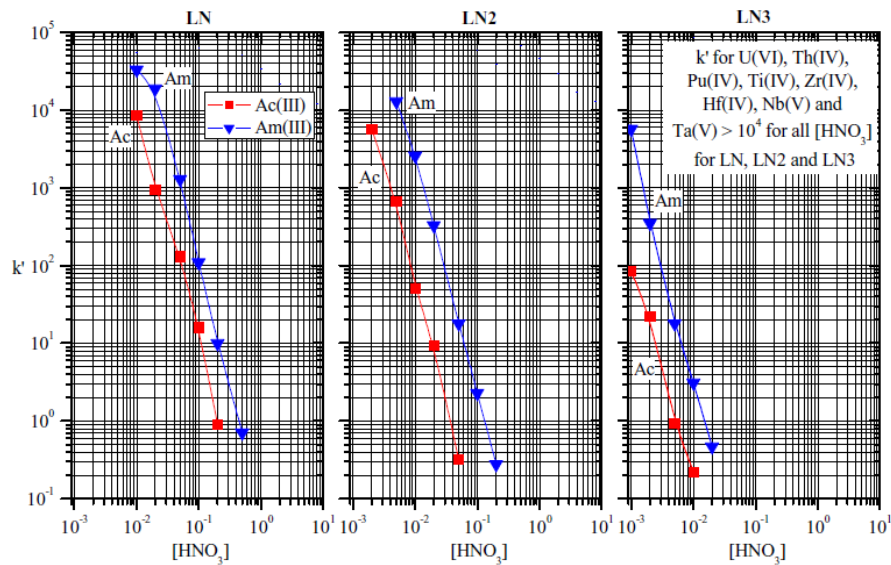 LN LN2 LN3
10^5
10^4
10^3
10^2
10^1
10^0
10^-1
k'
Am
Ac
Ac(III)
Am(III)
Am
Ac
k' for U(VI), Th(IV),
Pu(IV), Ti(IV), Zr(IV),
Hf(IV), Nb(V) and
Ta(V) > 10^4 for all [HNO3]
for LN, LN2 and LN3
Am
Ac
10^-3 10^-2 10^-1 10^0 10^1 10^-3 10^-2 10^-1 10^0 10^1 10^-3 10^-2 10^-1 10^0 10^1
[HNO3] [HNO3] [HNO3]